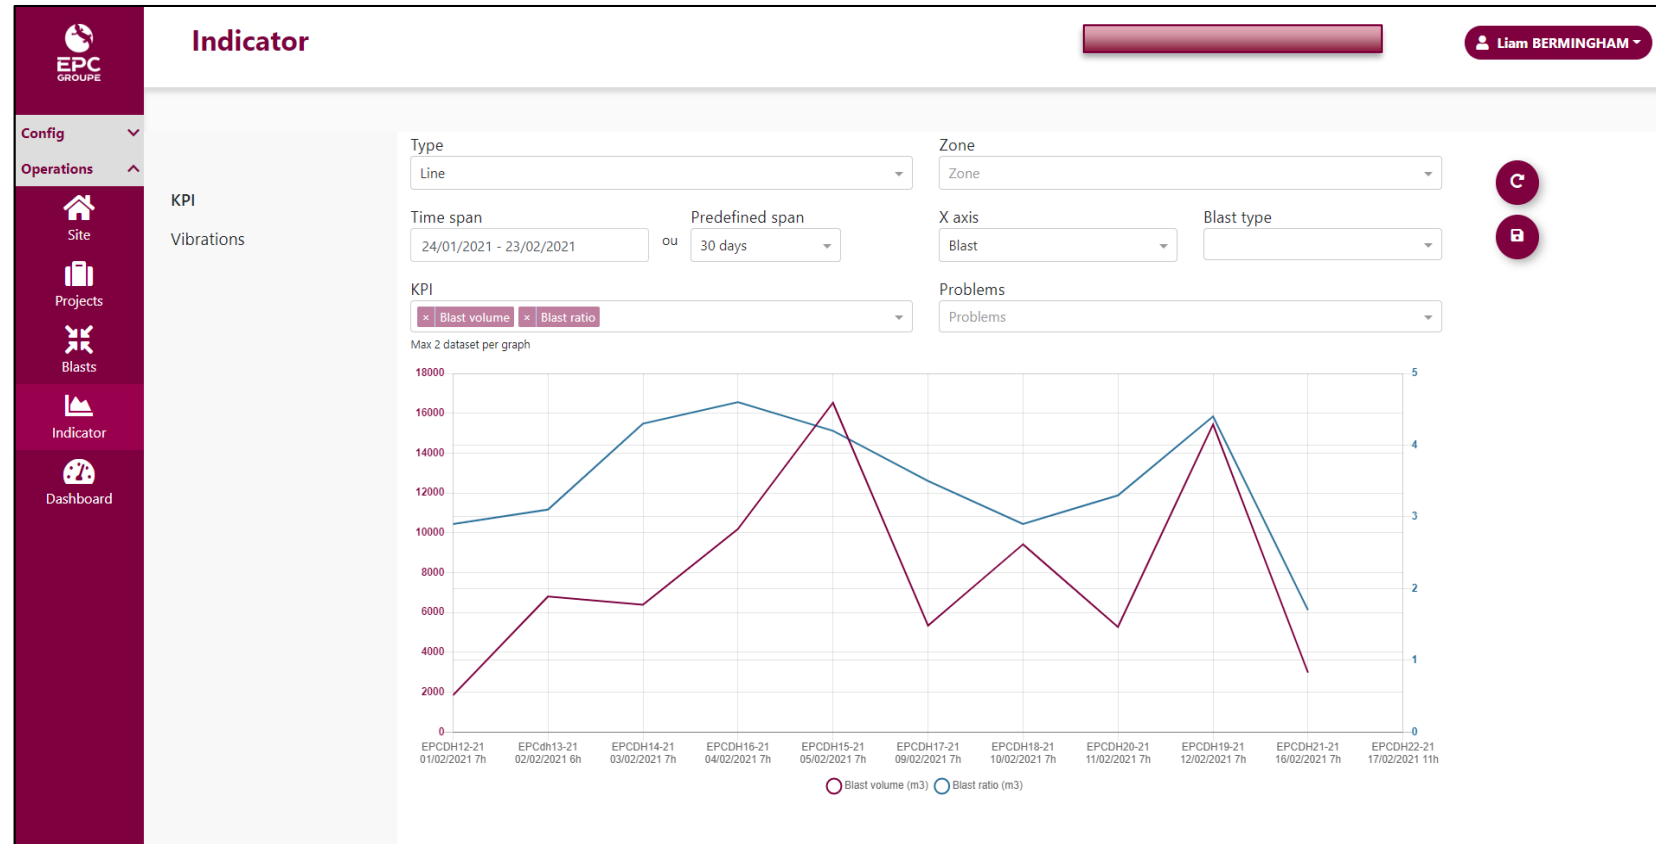 EPC
GROUPE
Indicator
Liam BERMINGHAM
Config
Operations
Site
Projects
Blasts
Indicator
Dashboard
KPI
Vibrations
Type
Line
Zone
Zone
Time span
24/01/2021 - 23/02/2021
ou
Predefined span
30 days
X axis
Blast
Blast type
KPI
× Blast volume × Blast ratio
Max 2 dataset per graph
Problems
Problems
18000
16000
14000
12000
10000
8000
6000
4000
2000
0
5
4
3
2
1
0
EPCDH12-21
01/02/2021 7h
EPCdh13-21
02/02/2021 6h
EPCDH14-21
03/02/2021 7h
EPCDH16-21
04/02/2021 7h
EPCDH15-21
05/02/2021 7h
EPCDH17-21
09/02/2021 7h
EPCDH18-21
10/02/2021 7h
EPCDH20-21
11/02/2021 7h
EPCDH19-21
12/02/2021 7h
EPCDH21-21
16/02/2021 7h
EPCDH22-21
17/02/2021 11h
Blast volume (m3) Blast ratio (m3)